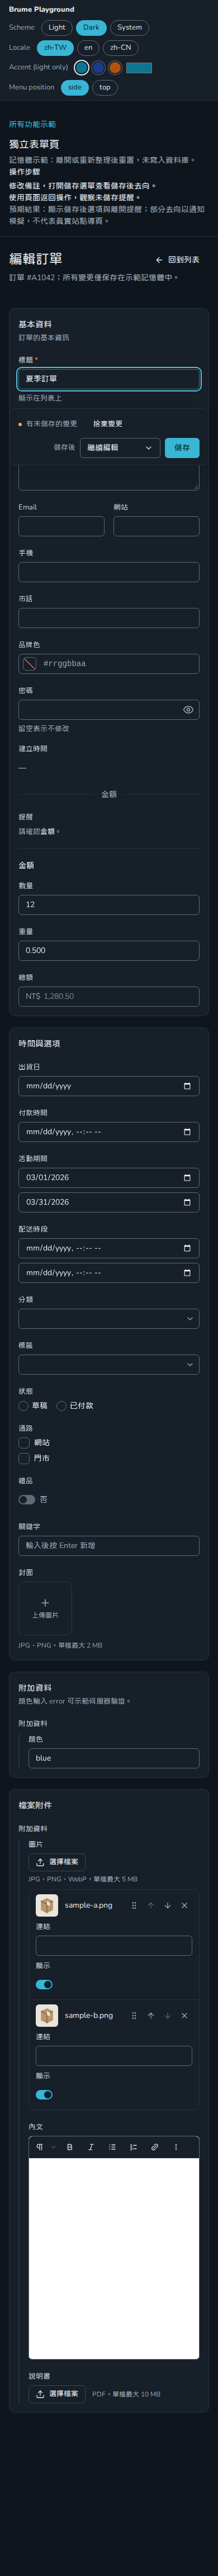 Brume Playground
Scheme Light Dark System
Locale zh-TW en zh-CN
Accent (light only)
Menu position side top
所有功能示範
獨立表單頁
記憶體示範：離開或重新整理後重置，未寫入資料庫。
操作步驟
修改備註，打開儲存選單查看儲存後去向。
使用頁面返回操作，觀察未儲存提醒。
預期結果：顯示儲存後選項與離開提醒；部分去向以通知
模擬，不代表真實站點導頁。
編輯訂單
回到列表
訂單 #A1042：所有變更僅保存在示範記憶體中。
基本資料
訂單的基本資訊
標題 *
夏季訂單
顯示在列表上
有未儲存的變更 捨棄變更
儲存後 繼續編輯 儲存
Email 網站
手機
市話
品牌色
#rrggbbaa
密碼
留空表示不修改
建立時間
—
金額
提醒
請確認金額。
金額
數量
12
重量
0.500
總額
NT$ 1,280.50
時間與選項
出貨日
mm/dd/yyyy
付款時間
mm/dd/yyyy, --:-- --
活動期間
03/01/2026
03/31/2026
配送時段
mm/dd/yyyy, --:-- --
mm/dd/yyyy, --:-- --
分類
標籤
狀態
草稿 已付款
通路
網站
門市
禮品
否
關鍵字
輸入後按 Enter 新增
封面
上傳圖片
JPG、PNG，單檔最大 2 MB
附加資料
顏色輸入 error 可示範伺服器驗證。
附加資料
顏色
blue
檔案附件
附加資料
圖片
選擇檔案
JPG、PNG、WebP，單檔最大 5 MB
sample-a.png
連結
顯示
sample-b.png
連結
顯示
內文
說明書
選擇檔案 PDF，單檔最大 10 MB